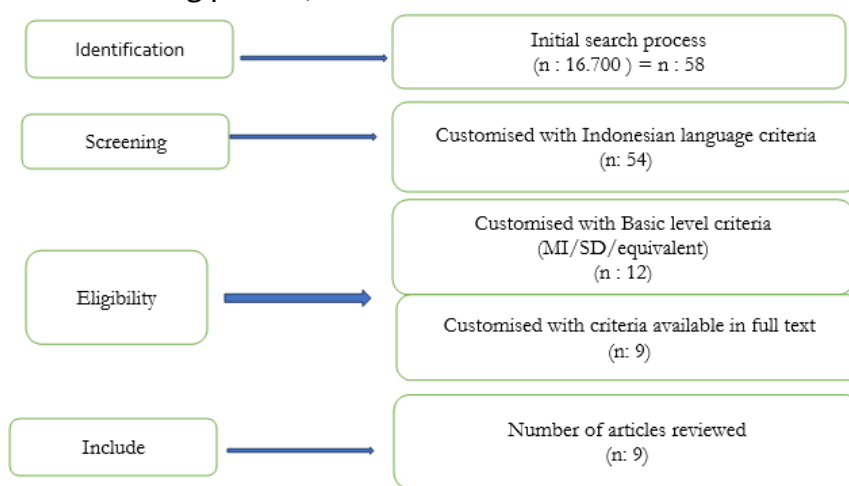 Identification
Initial search process
(n : 16.700 ) = n : 58
Screening
Customised with Indonesian language criteria
(n: 54)
Eligibility
Customised with Basic level criteria
(MI/SD/equivalent)
(n : 12)
Customised with criteria available in full text
(n: 9)
Include
Number of articles reviewed
(n: 9)